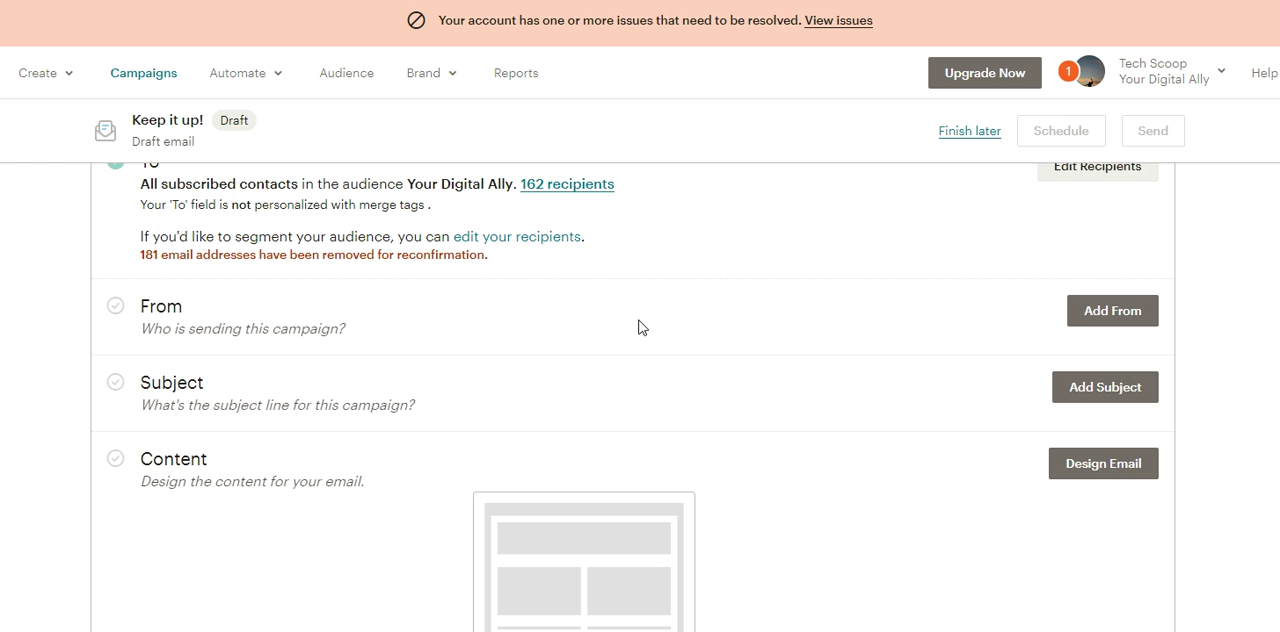 Your account has one or more issues that need to be resolved. View issues
Create Campaigns Automate Audience Brand Reports Upgrade Now 1 Tech Scoop Your Digital Ally Help
Keep it up! Draft
Draft email
Finish later Schedule Send
To
Edit Recipients
All subscribed contacts in the audience Your Digital Ally. 162 recipients
Your 'To' field is not personalized with merge tags .
If you'd like to segment your audience, you can edit your recipients.
181 email addresses have been removed for reconfirmation.
From
Who is sending this campaign?
Add From
Subject
What's the subject line for this campaign?
Add Subject
Content
Design the content for your email.
Design Email